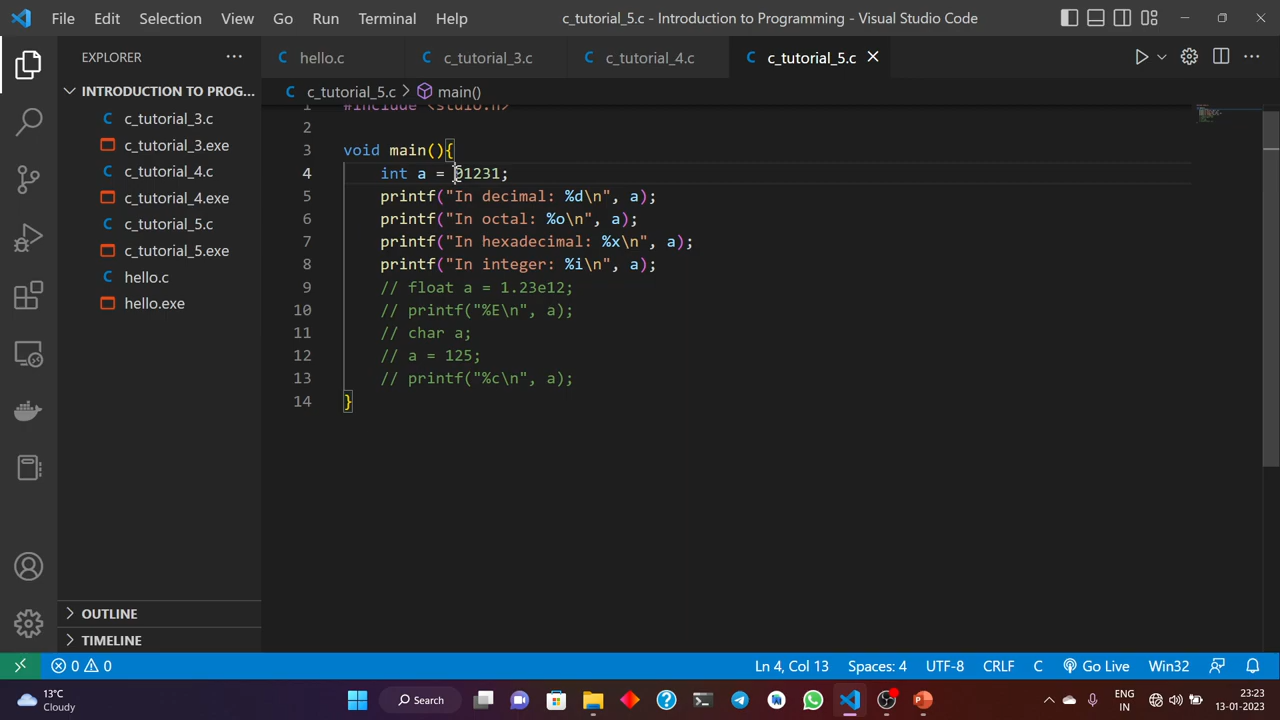 File Edit Selection View Go Run Terminal Help
c_tutorial_5.c - Introduction to Programming - Visual Studio Code
EXPLORER
hello.c
c_tutorial_3.c
c_tutorial_4.c
c_tutorial_5.c
INTRODUCTION TO PROG...
c_tutorial_3.c
c_tutorial_3.exe
c_tutorial_4.c
c_tutorial_4.exe
c_tutorial_5.c
c_tutorial_5.exe
hello.c
hello.exe
OUTLINE
TIMELINE
c_tutorial_5.c > main()
1 #include <stdio.h>
2
3 void main(){
4 int a = 01231;
5 printf("In decimal: %d\n", a);
6 printf("In octal: %o\n", a);
7 printf("In hexadecimal: %x\n", a);
8 printf("In integer: %i\n", a);
9 // float a = 1.23e12;
10 // printf("%E\n", a);
11 // char a;
12 // a = 125;
13 // printf("%c\n", a);
14 }
0 0 Ln 4, Col 13 Spaces: 4 UTF-8 CRLF C Go Live Win32
13°C
Cloudy
Search
ENG
IN
23:23
13-01-2023